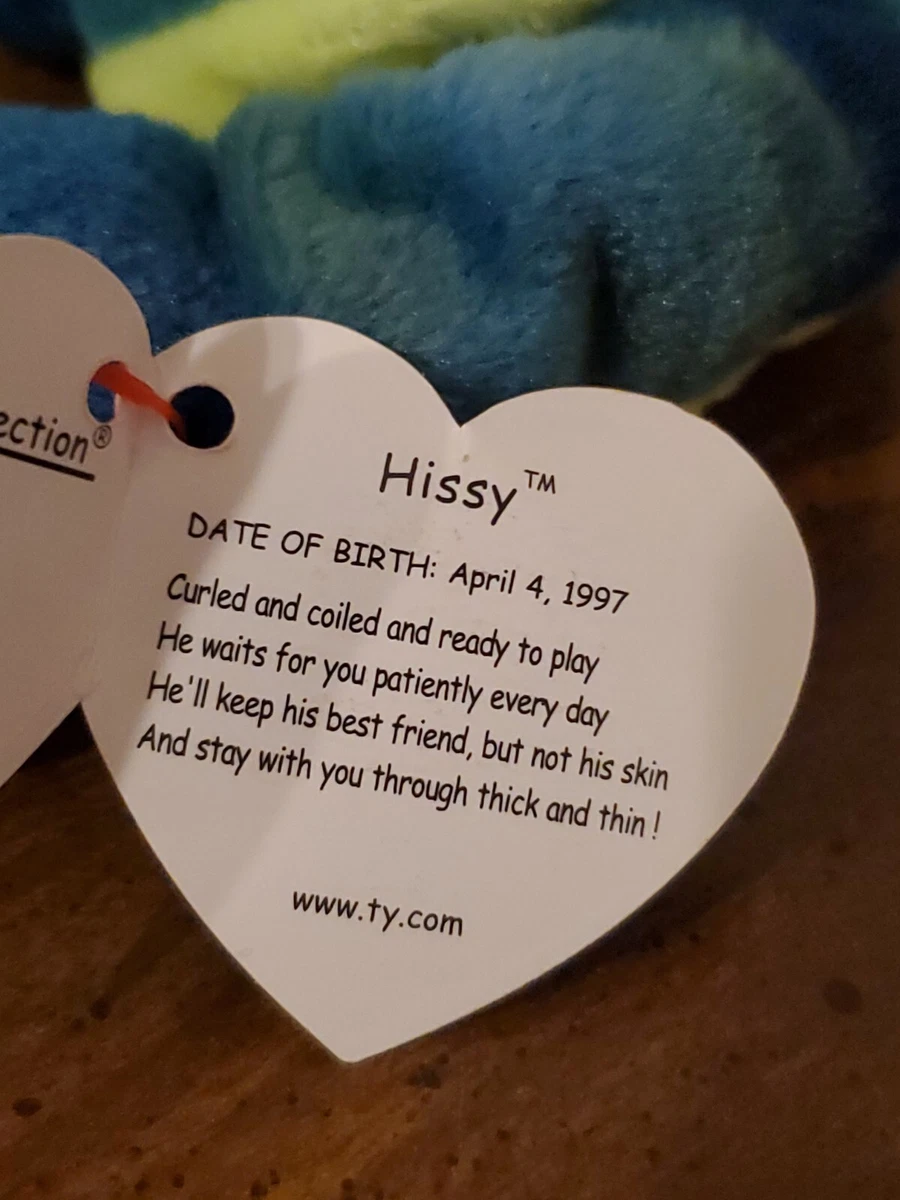 ection®
Hissy™
DATE OF BIRTH: April 4, 1997
Curled and coiled and ready to play
He waits for you patiently every day
He'll keep his best friend, but not his skin
And stay with you through thick and thin !
www.ty.com